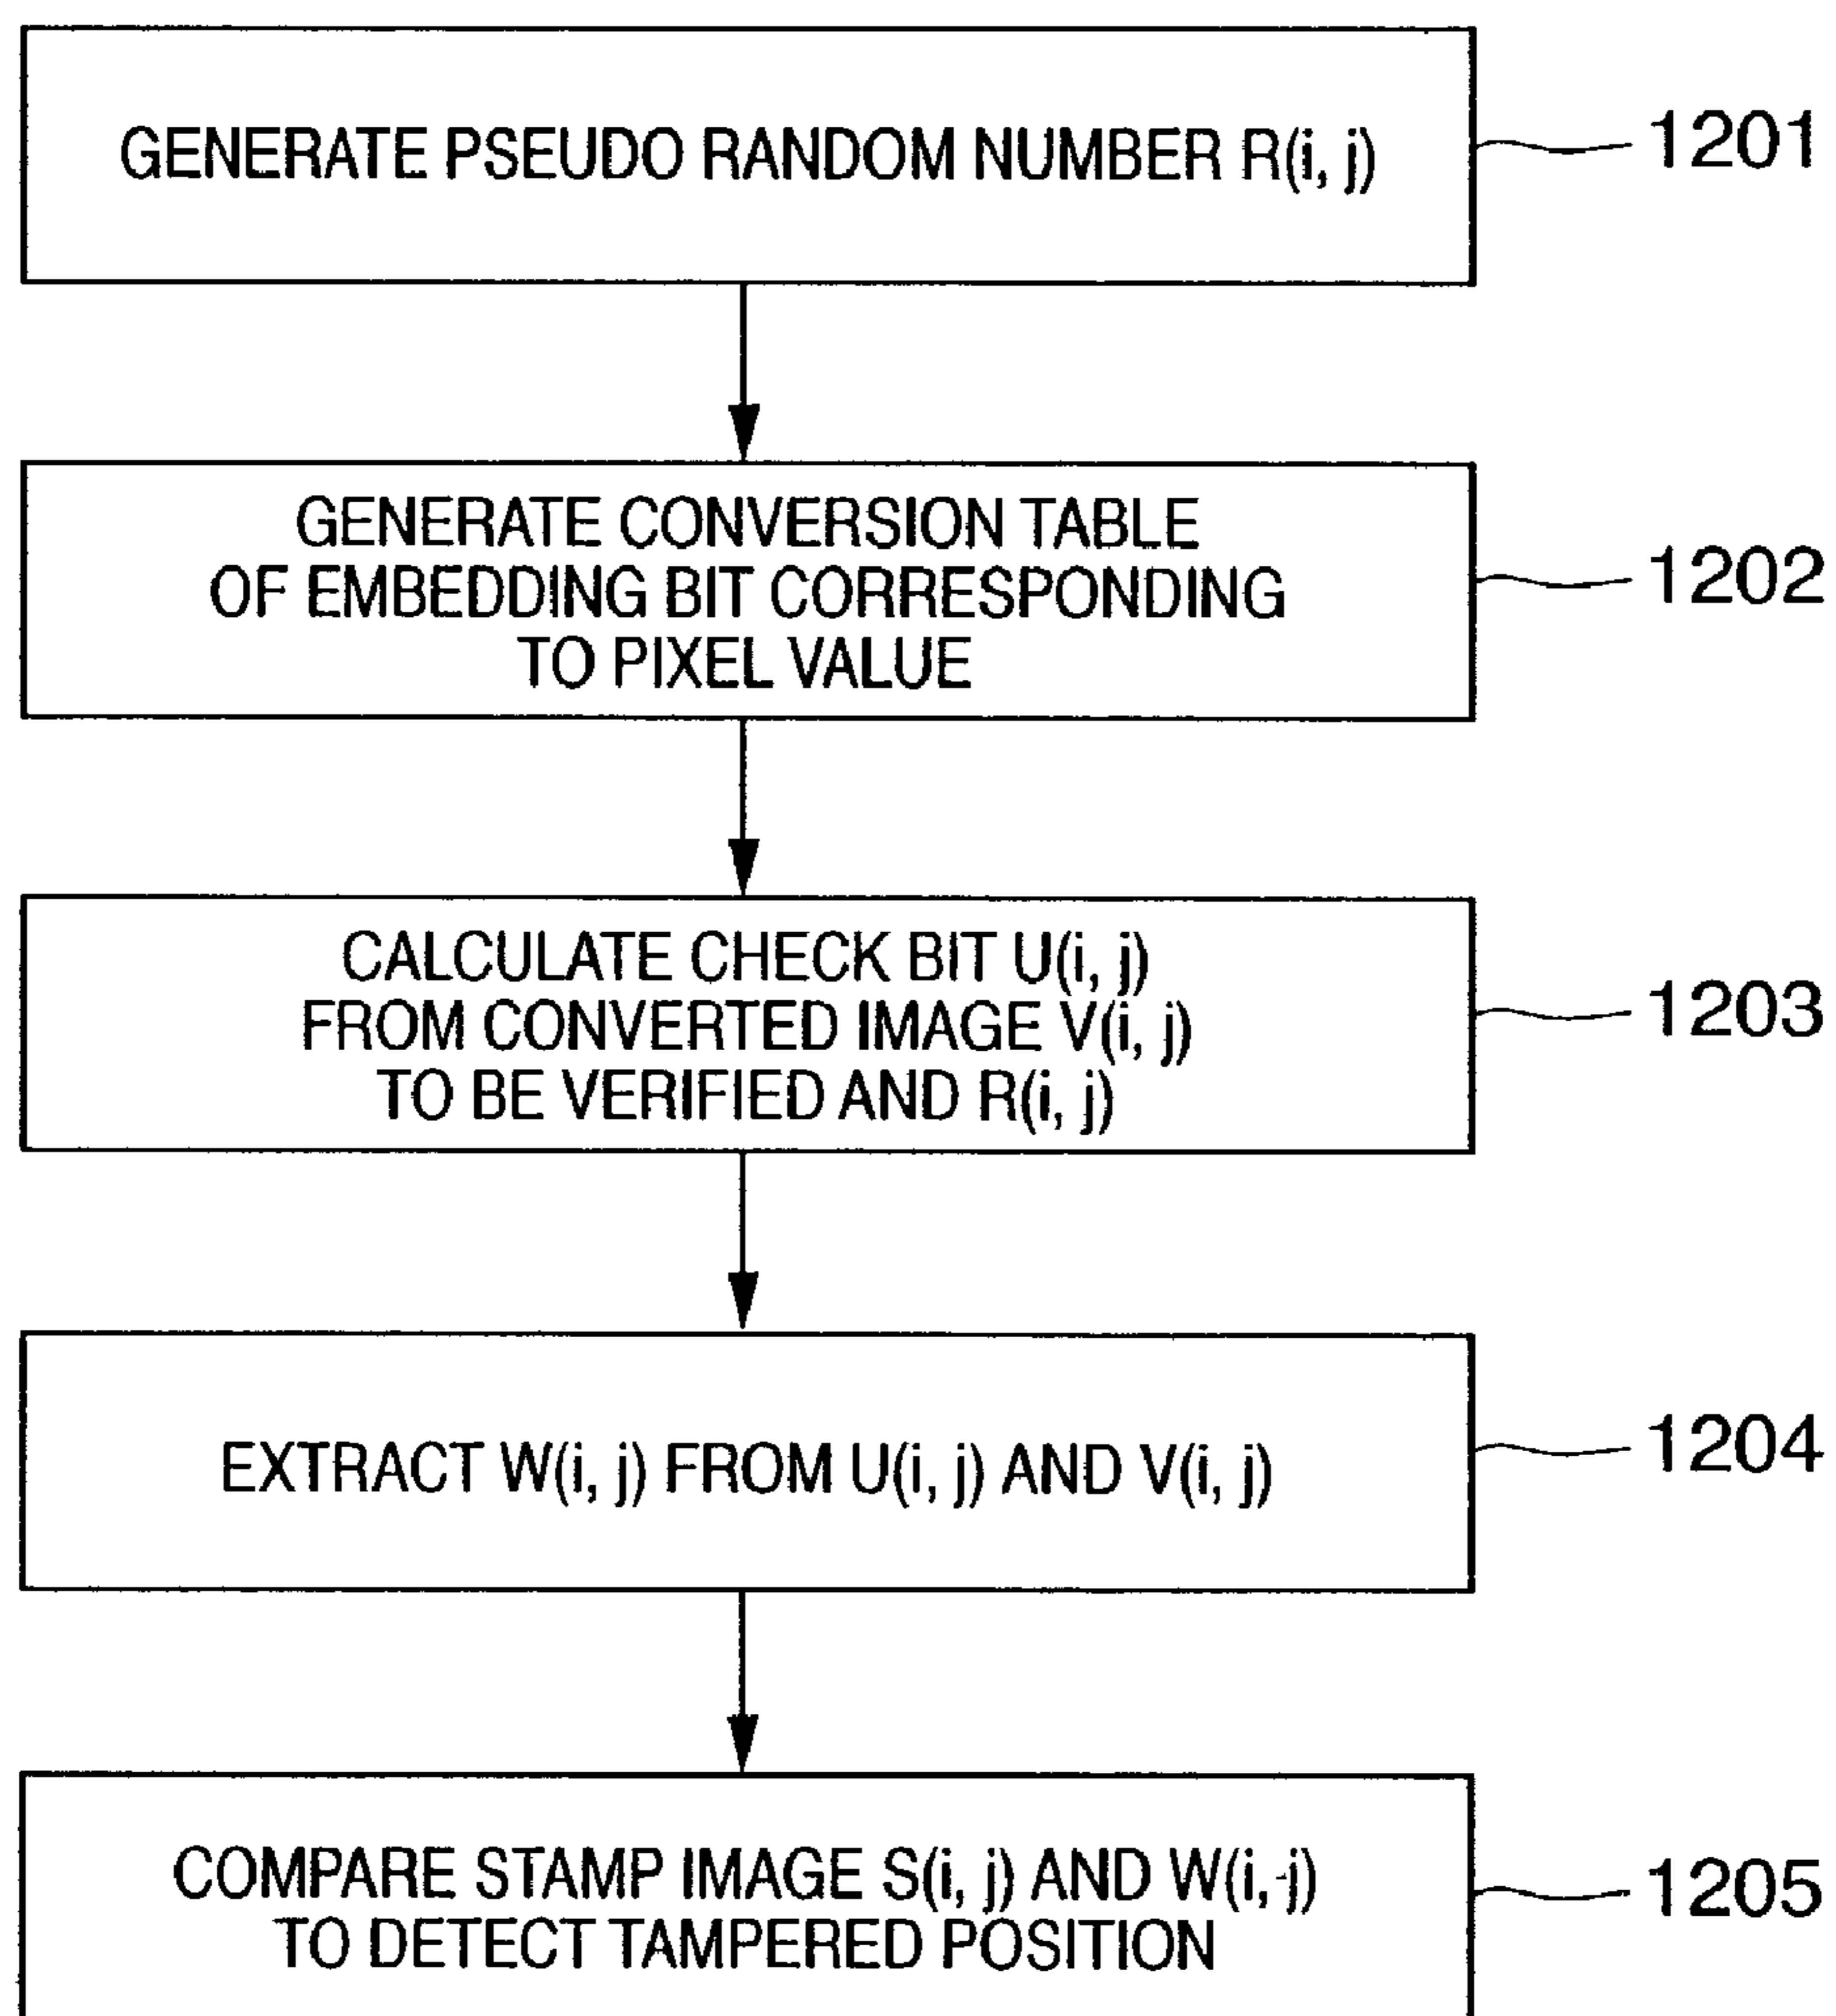 GENERATE PSEUDO RANDOM NUMBER R(i, j)
1201
GENERATE CONVERSION TABLE
OF EMBEDDING BIT CORRESPONDING
TO PIXEL VALUE
1202
CALCULATE CHECK BIT U(i, j)
FROM CONVERTED IMAGE V(i, j)
TO BE VERIFIED AND R(i, j)
1203
EXTRACT W(i, j) FROM U(i, j) AND V(i, j)
1204
COMPARE STAMP IMAGE S(i, j) AND W(i, j)
TO DETECT TAMPERED POSITION
1205